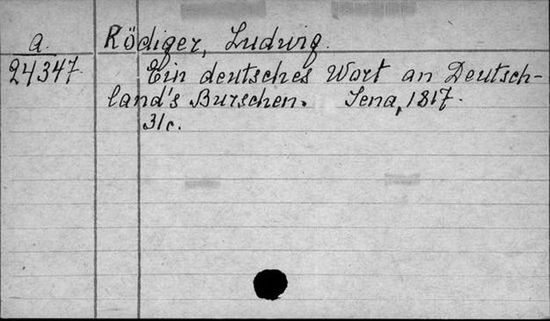 a. Rödiger, Ludwig.
24347 Ein deutsches Wort an Deutsch-
land's Burschen. Jena, 1817.
31c.